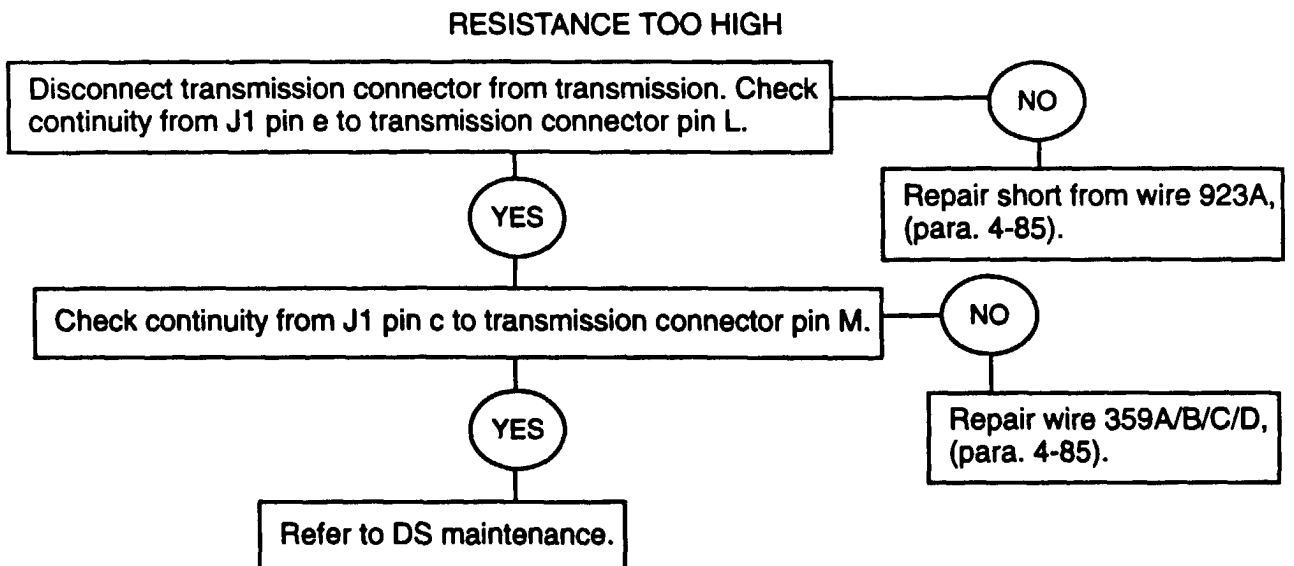 RESISTANCE TOO HIGH
Disconnect transmission connector from transmission. Check
continuity from J1 pin e to transmission connector pin L.
NO
Repair short from wire 923A,
(para. 4-85).
YES
Check continuity from J1 pin c to transmission connector pin M.
NO
Repair wire 359A/B/C/D,
(para. 4-85).
YES
Refer to DS maintenance.